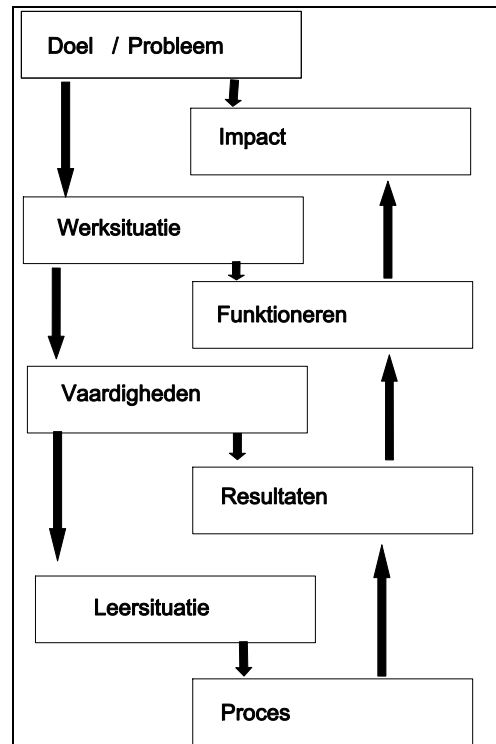 Doel / Probleem
Impact
Werksituatie
Funktioneren
Vaardigheden
Resultaten
Leersituatie
Proces